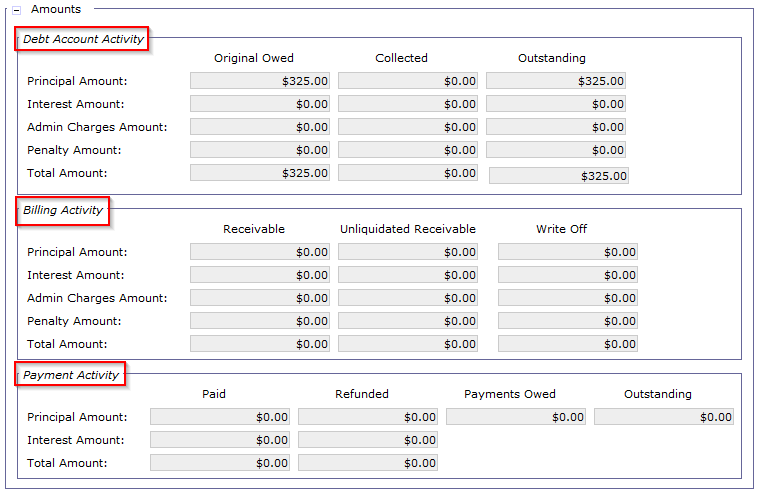 Amounts
Debt Account Activity
Original Owed Collected Outstanding
Principal Amount: $325.00 $0.00 $325.00
Interest Amount: $0.00 $0.00 $0.00
Admin Charges Amount: $0.00 $0.00 $0.00
Penalty Amount: $0.00 $0.00 $0.00
Total Amount: $325.00 $0.00 $325.00
Billing Activity
Receivable Unliquidated Receivable Write Off
Principal Amount: $0.00 $0.00 $0.00
Interest Amount: $0.00 $0.00 $0.00
Admin Charges Amount: $0.00 $0.00 $0.00
Penalty Amount: $0.00 $0.00 $0.00
Total Amount: $0.00 $0.00 $0.00
Payment Activity
Paid Refunded Payments Owed Outstanding
Principal Amount: $0.00 $0.00 $0.00 $0.00
Interest Amount: $0.00 $0.00
Total Amount: $0.00 $0.00